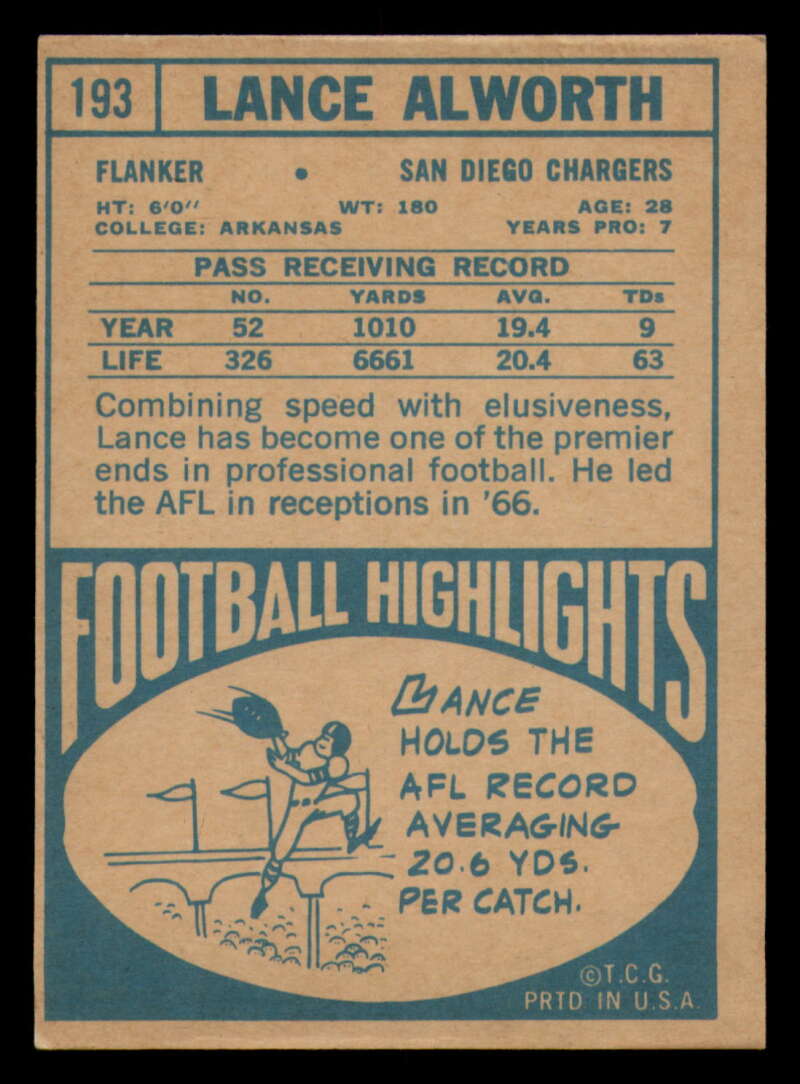 193 LANCE ALWORTH
FLANKER • SAN DIEGO CHARGERS
HT: 6'0" WT: 180 AGE: 28
COLLEGE: ARKANSAS YEARS PRO: 7
PASS RECEIVING RECORD
NO. YARDS AVG. TDs
YEAR 52 1010 19.4 9
LIFE 326 6661 20.4 63
Combining speed with elusiveness,
Lance has become one of the premier
ends in professional football. He led
the AFL in receptions in '66.
FOOTBALL HIGHLIGHTS
LANCE
HOLDS THE
AFL RECORD
AVERAGING
20.6 YDS.
PER CATCH.
©T.C.G.
PRTD IN U.S.A.